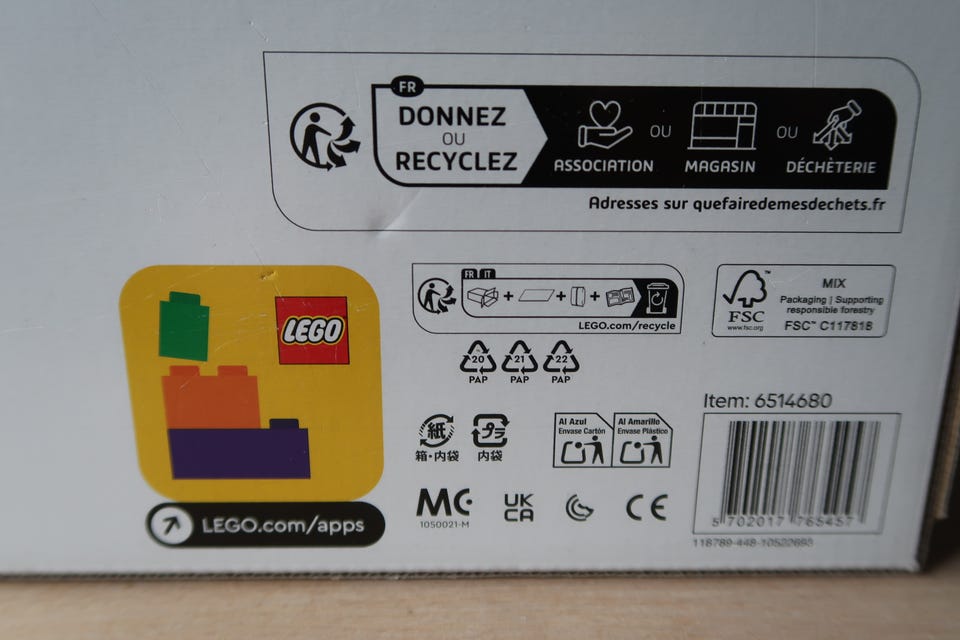 FR
DONNEZ
OU
RECYCLEZ
ASSOCIATION OU MAGASIN OU DÉCHÈTERIE
Adresses sur quefairedemesdechets.fr
LEGO
LEGO.com/apps
FR IT
+ + +
LEGO.com/recycle
FSC™
www.fsc.org
MIX
Packaging | Supporting
responsible forestry
FSC™ C117818
20 21 22
PAP PAP PAP
紙 プラ
箱・内袋 内袋
Al Azul
Envase Cartón
Al Amarillo
Envase Plástico
MC
1050021-M
UK
CA
CE
Item: 6514680
5 702017 765457
118789-448-10522693